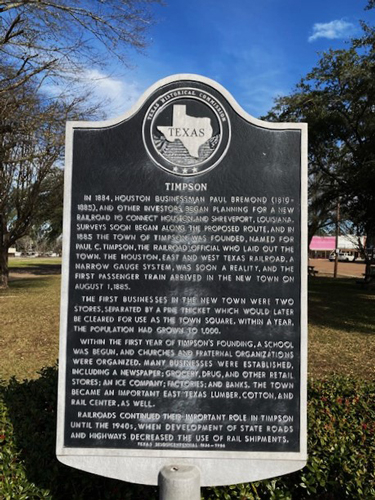 TEXAS HISTORICAL COMMISSION
TEXAS
TIMPSON
IN 1884, HOUSTON BUSINESSMAN PAUL BREMOND (1810-
1885), AND OTHER INVESTORS BEGAN PLANNING FOR A NEW
RAILROAD TO CONNECT HOUSTON AND SHREVEPORT, LOUISIANA.
SURVEYS SOON BEGAN ALONG THE PROPOSED ROUTE, AND IN
1885 THE TOWN OF TIMPSON WAS FOUNDED, NAMED FOR
PAUL C. TIMPSON, THE RAILROAD OFFICIAL WHO LAID OUT THE
TOWN. THE HOUSTON, EAST AND WEST TEXAS RAILROAD, A
NARROW GAUGE SYSTEM, WAS SOON A REALITY, AND THE
FIRST PASSENGER TRAIN ARRIVED IN THE NEW TOWN ON
AUGUST 1, 1885.
THE FIRST BUSINESSES IN THE NEW TOWN WERE TWO
STORES, SEPARATED BY A PINE THICKET WHICH WOULD LATER
BE CLEARED FOR USE AS THE TOWN SQUARE. WITHIN A YEAR,
THE POPULATION HAD GROWN TO 1,000.
WITHIN THE FIRST YEAR OF TIMPSON'S FOUNDING, A SCHOOL
WAS BEGUN, AND CHURCHES AND FRATERNAL ORGANIZATIONS
WERE ORGANIZED. MANY BUSINESSES WERE ESTABLISHED,
INCLUDING A NEWSPAPER; GROCERY, DRUG, AND OTHER RETAIL
STORES; AN ICE COMPANY; FACTORIES; AND BANKS. THE TOWN
BECAME AN IMPORTANT EAST TEXAS LUMBER, COTTON, AND
RAIL CENTER, AS WELL.
RAILROADS CONTINUED THEIR IMPORTANT ROLE IN TIMPSON
UNTIL THE 1940s, WHEN DEVELOPMENT OF STATE ROADS
AND HIGHWAYS DECREASED THE USE OF RAIL SHIPMENTS.
TEXAS SESQUICENTENNIAL 1836-1986